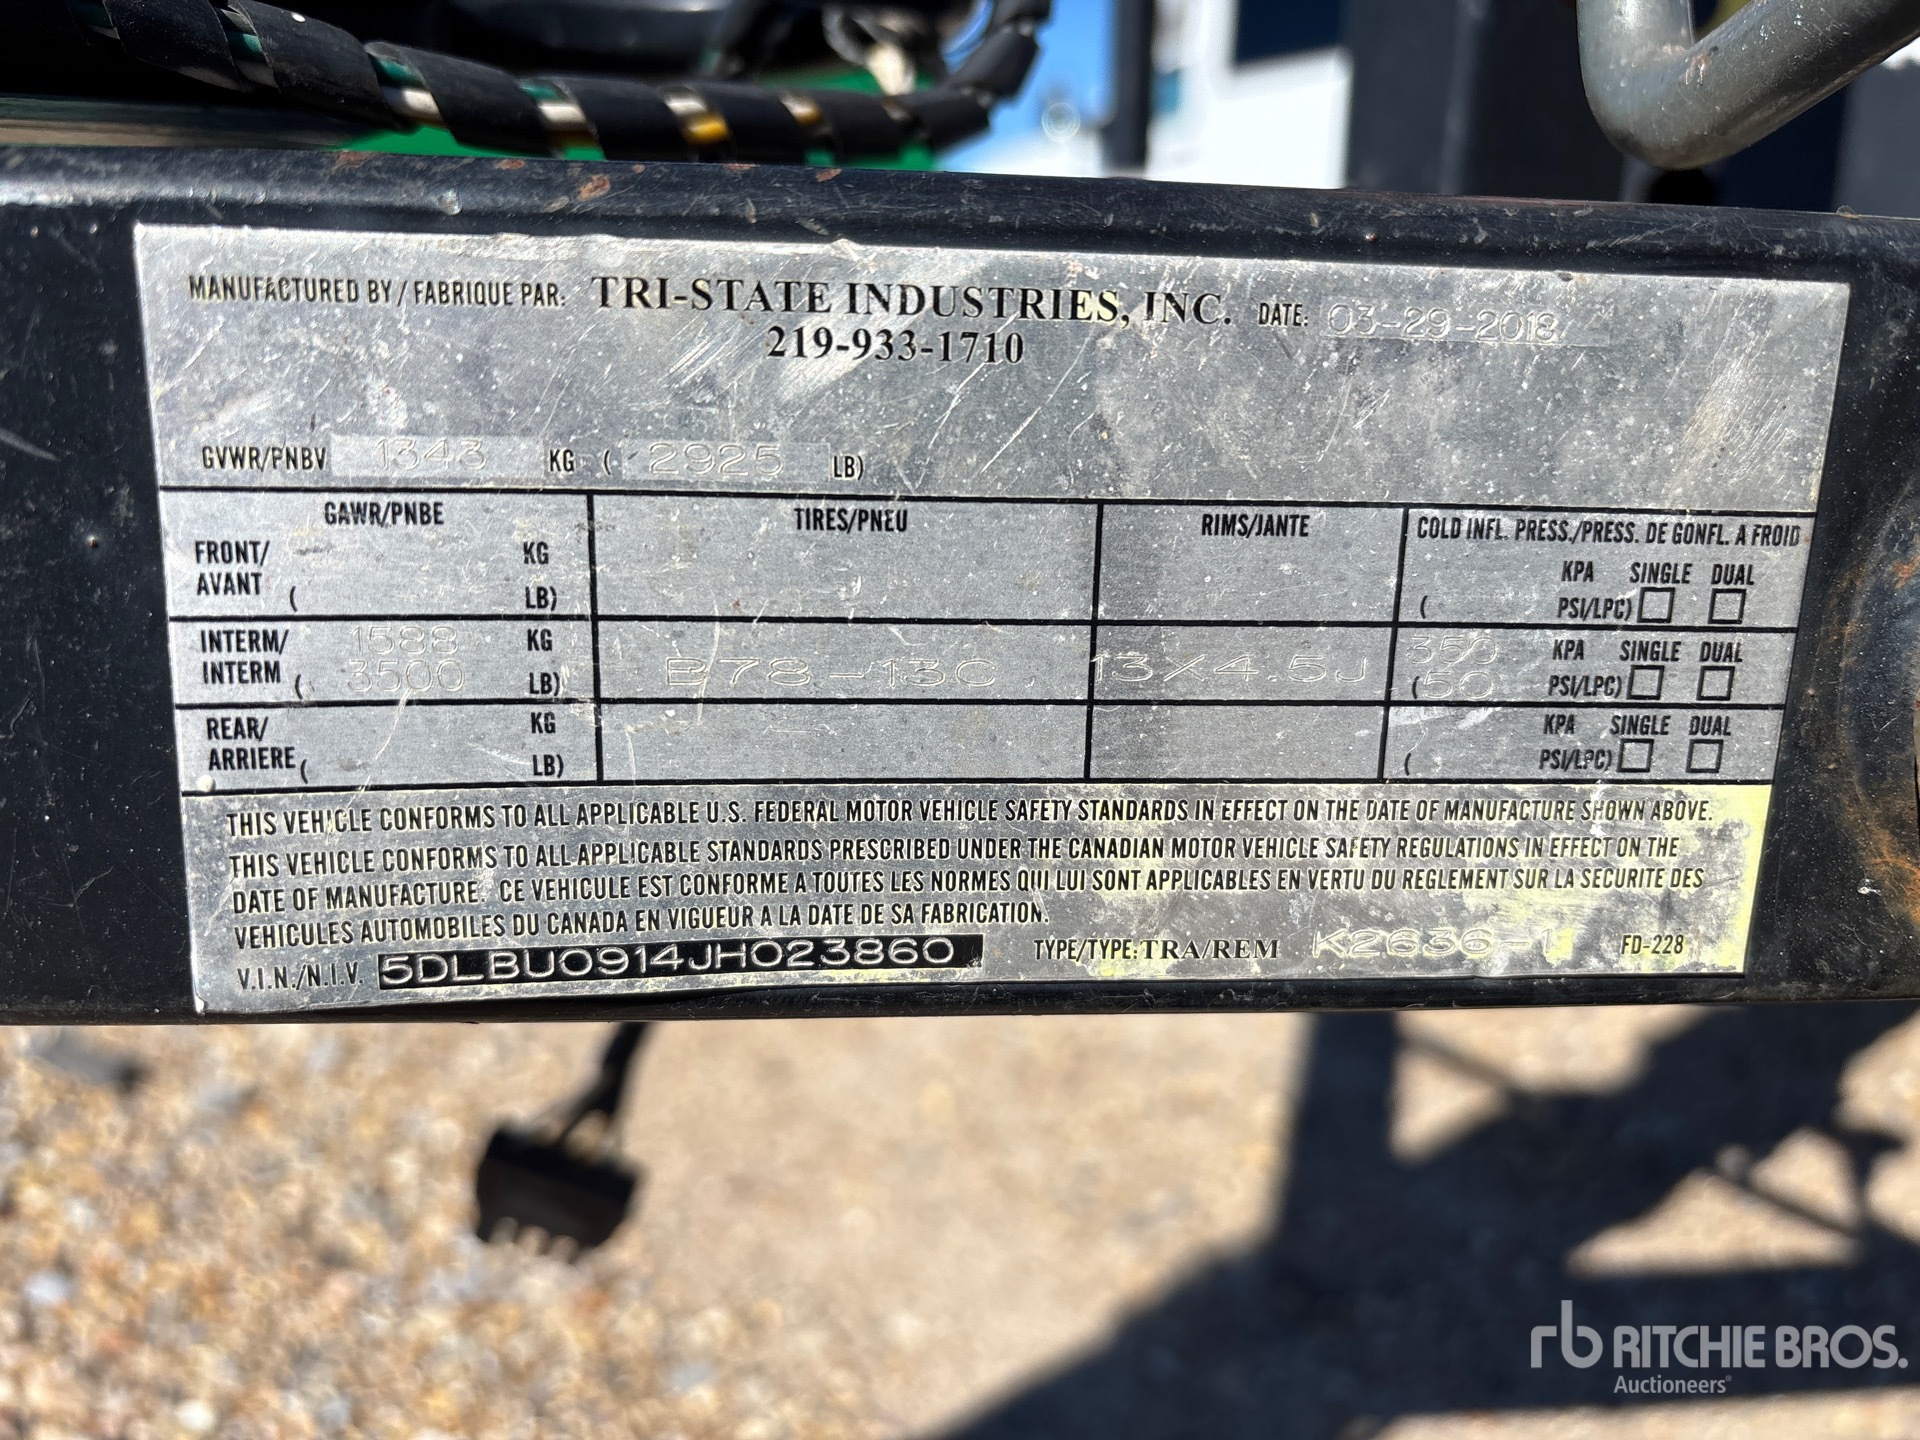 MANUFACTURED BY / FABRIQUE PAR: TRI-STATE INDUSTRIES, INC. DATE: 03-29-2018
219-933-1710
GVWR/PNBV 1343 KG ( 2925 LB)
GAWR/PNBE TIRES/PNEU RIMS/JANTE COLD INFL. PRESS./PRESS. DE GONFL. A FROID
FRONT/ KG KPA SINGLE DUAL
AVANT ( LB) ( PSI/LPC)
INTERM/ 1588 KG 350 KPA SINGLE DUAL
INTERM ( 3500 LB) B78-13C 13X4.5J ( 50 PSI/LPC)
REAR/ KG KPA SINGLE DUAL
ARRIERE ( LB) ( PSI/LPC)
THIS VEHICLE CONFORMS TO ALL APPLICABLE U.S. FEDERAL MOTOR VEHICLE SAFETY STANDARDS IN EFFECT ON THE DATE OF MANUFACTURE SHOWN ABOVE.
THIS VEHICLE CONFORMS TO ALL APPLICABLE STANDARDS PRESCRIBED UNDER THE CANADIAN MOTOR VEHICLE SAFETY REGULATIONS IN EFFECT ON THE
DATE OF MANUFACTURE. CE VEHICULE EST CONFORME A TOUTES LES NORMES QUI LUI SONT APPLICABLES EN VERTU DU REGLEMENT SUR LA SECURITE DES
VEHICULES AUTOMOBILES DU CANADA EN VIGUEUR A LA DATE DE SA FABRICATION.
V.I.N./N.I.V. 5DLBU0914JH023860 TYPE/TYPE: TRA/REM K2636-11 FD-228
rb RITCHIE BROS.
Auctioneers